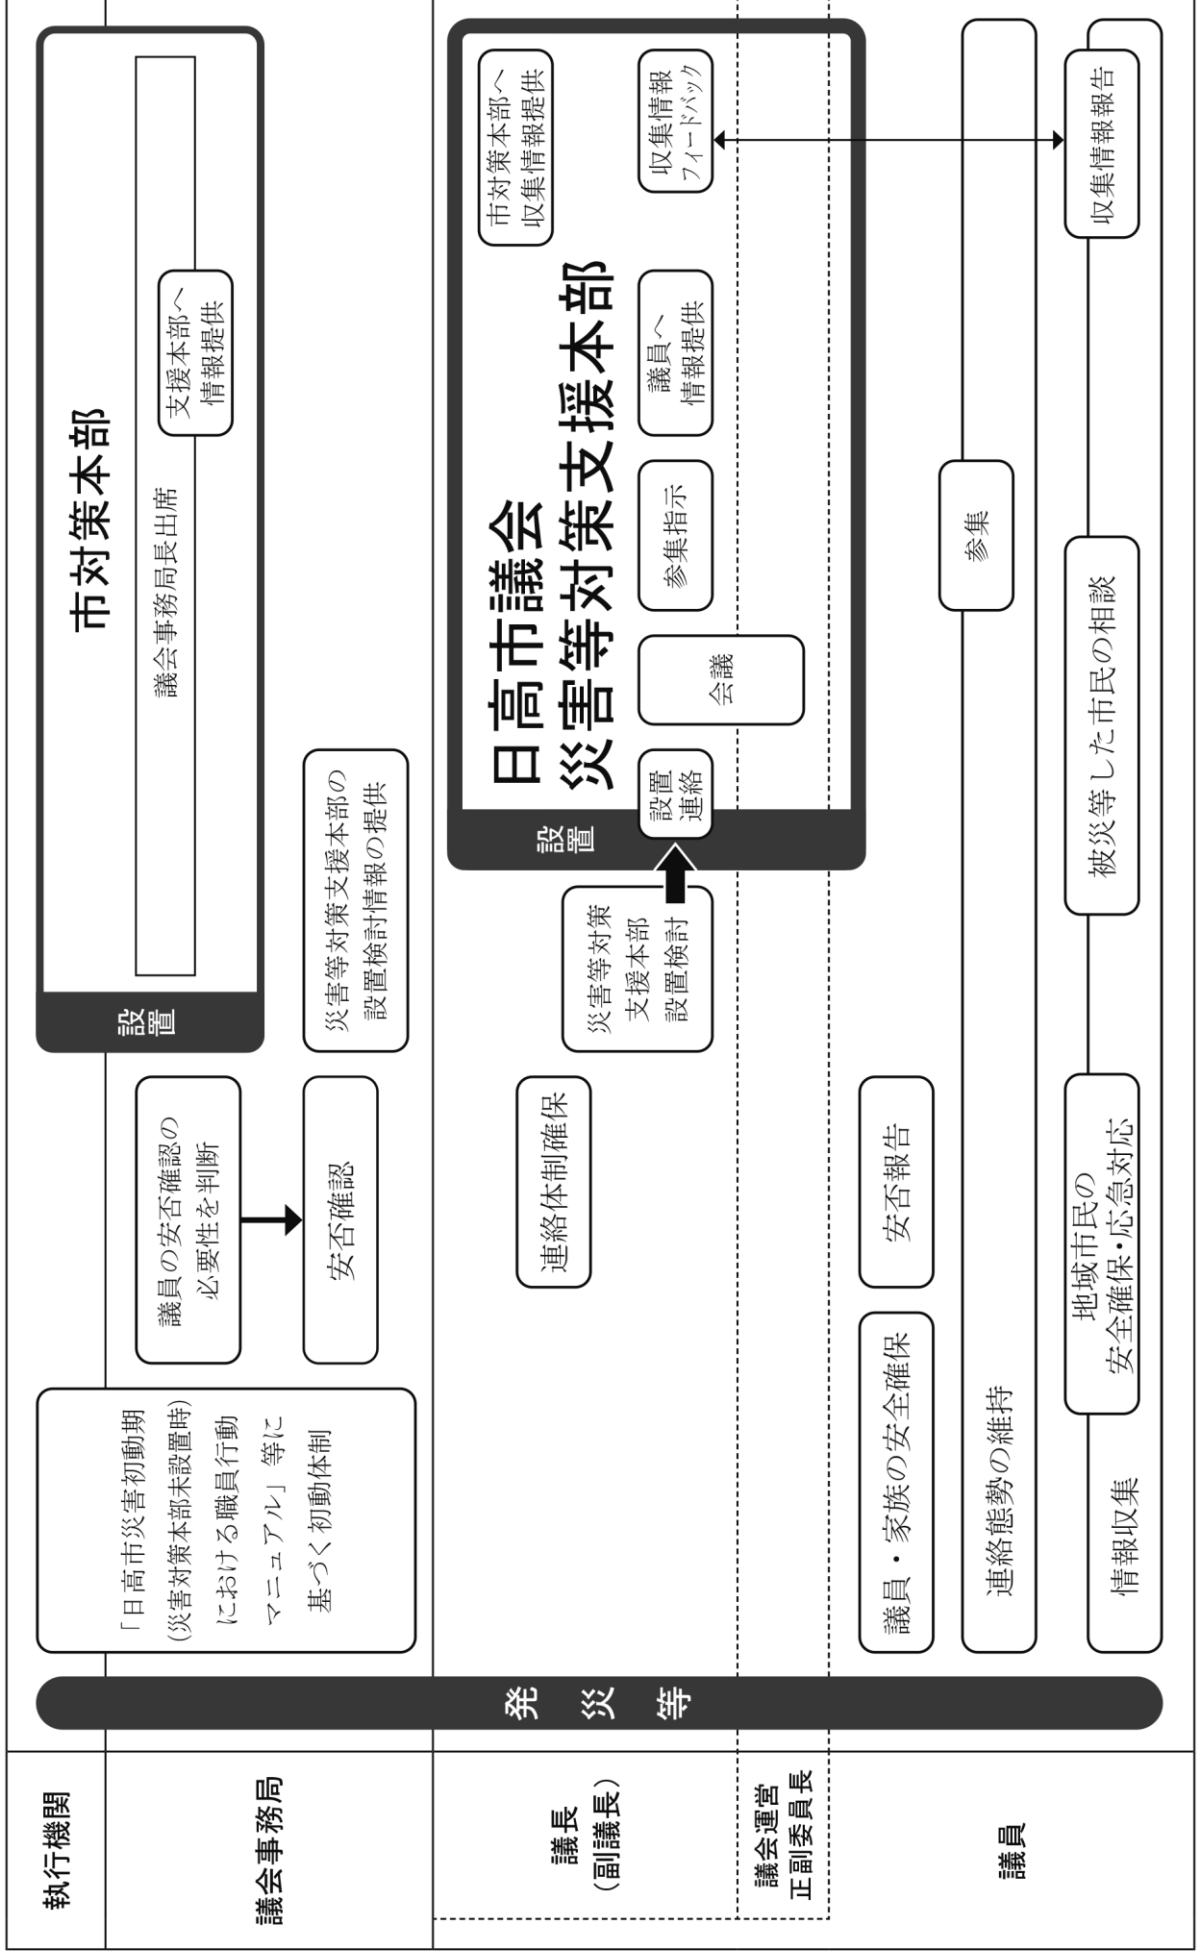 執行機関
議会事務局
議長
(副議長)
議会運営
正副委員長
議員
発災等
「日高市災害初動期
(災害対策本部未設置時)
における職員行動
マニュアル」等に
基づく初動体制
議員の安否確認の
必要性を判断
安否確認
設置
市対策本部
議会事務局長出席
支援本部へ
情報提供
災害等対策支援本部の
設置検討情報の提供
連絡体制確保
災害等対策
支援本部
設置検討
設置
日高市議会
災害等対策支援本部
設置
連絡
会議
参集指示
議員へ
情報提供
市対策本部へ
収集情報提供
収集情報
フィードバック
議員・家族の安全確保
安否報告
連絡態勢の維持
参集
情報収集
地域市民の
安全確保・応急対応
被災等した市民の相談
収集情報報告